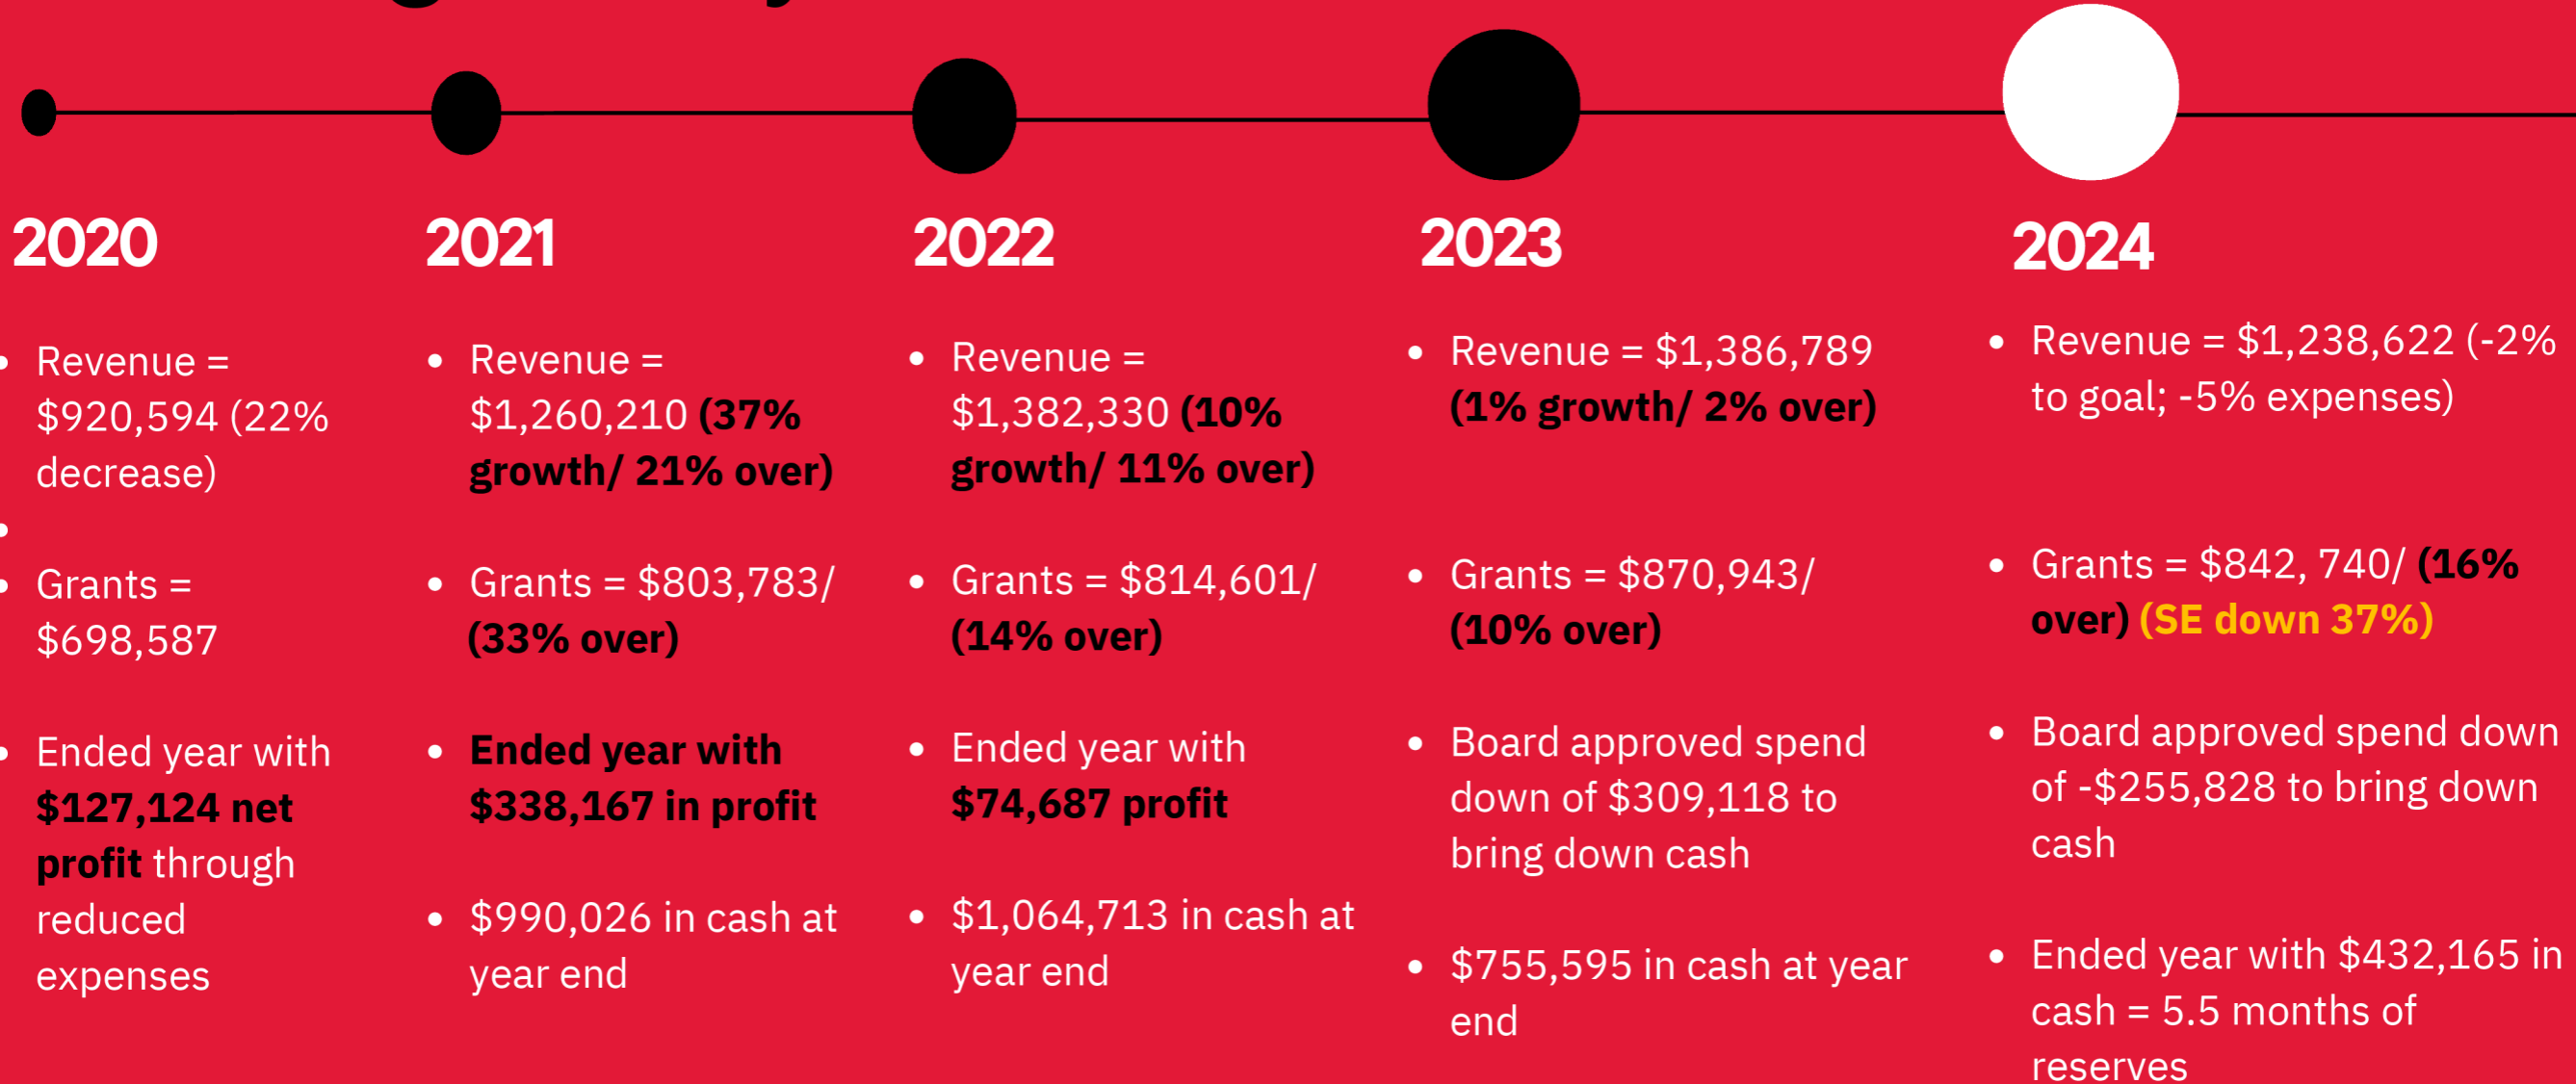 2020
Revenue =
$920,594 (22%
decrease)
Grants =
$698,587
Ended year with
$127,124 net
profit through
reduced
expenses
2021
Revenue =
$1,260,210 (37%
growth/ 21% over)
Grants = $803,783/
(33% over)
Ended year with
$338,167 in profit
$990,026 in cash at
year end
2022
Revenue =
$1,382,330 (10%
growth/ 11% over)
Grants = $814,601/
(14% over)
Ended year with
$74,687 profit
$1,064,713 in cash at
year end
2023
Revenue = $1,386,789
(1% growth/ 2% over)
Grants = $870,943/
(10% over)
Board approved spend
down of $309,118 to
bring down cash
$755,595 in cash at year
end
2024
Revenue = $1,238,622 (-2%
to goal; -5% expenses)
Grants = $842, 740/ (16%
over) (SE down 37%)
Board approved spend down
of -$255,828 to bring down
cash
Ended year with $432,165 in
cash = 5.5 months of
reserves